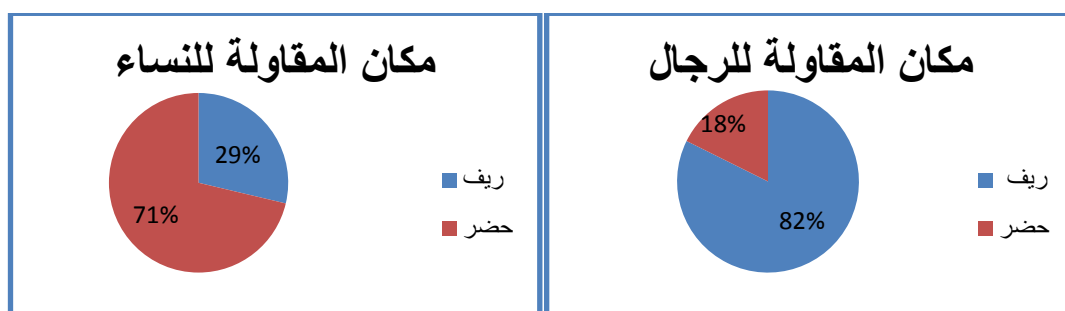 مكان المقاولة للرجال
18%
82%
ريف
حضر
مكان المقاولة للنساء
29%
71%
ريف
حضر